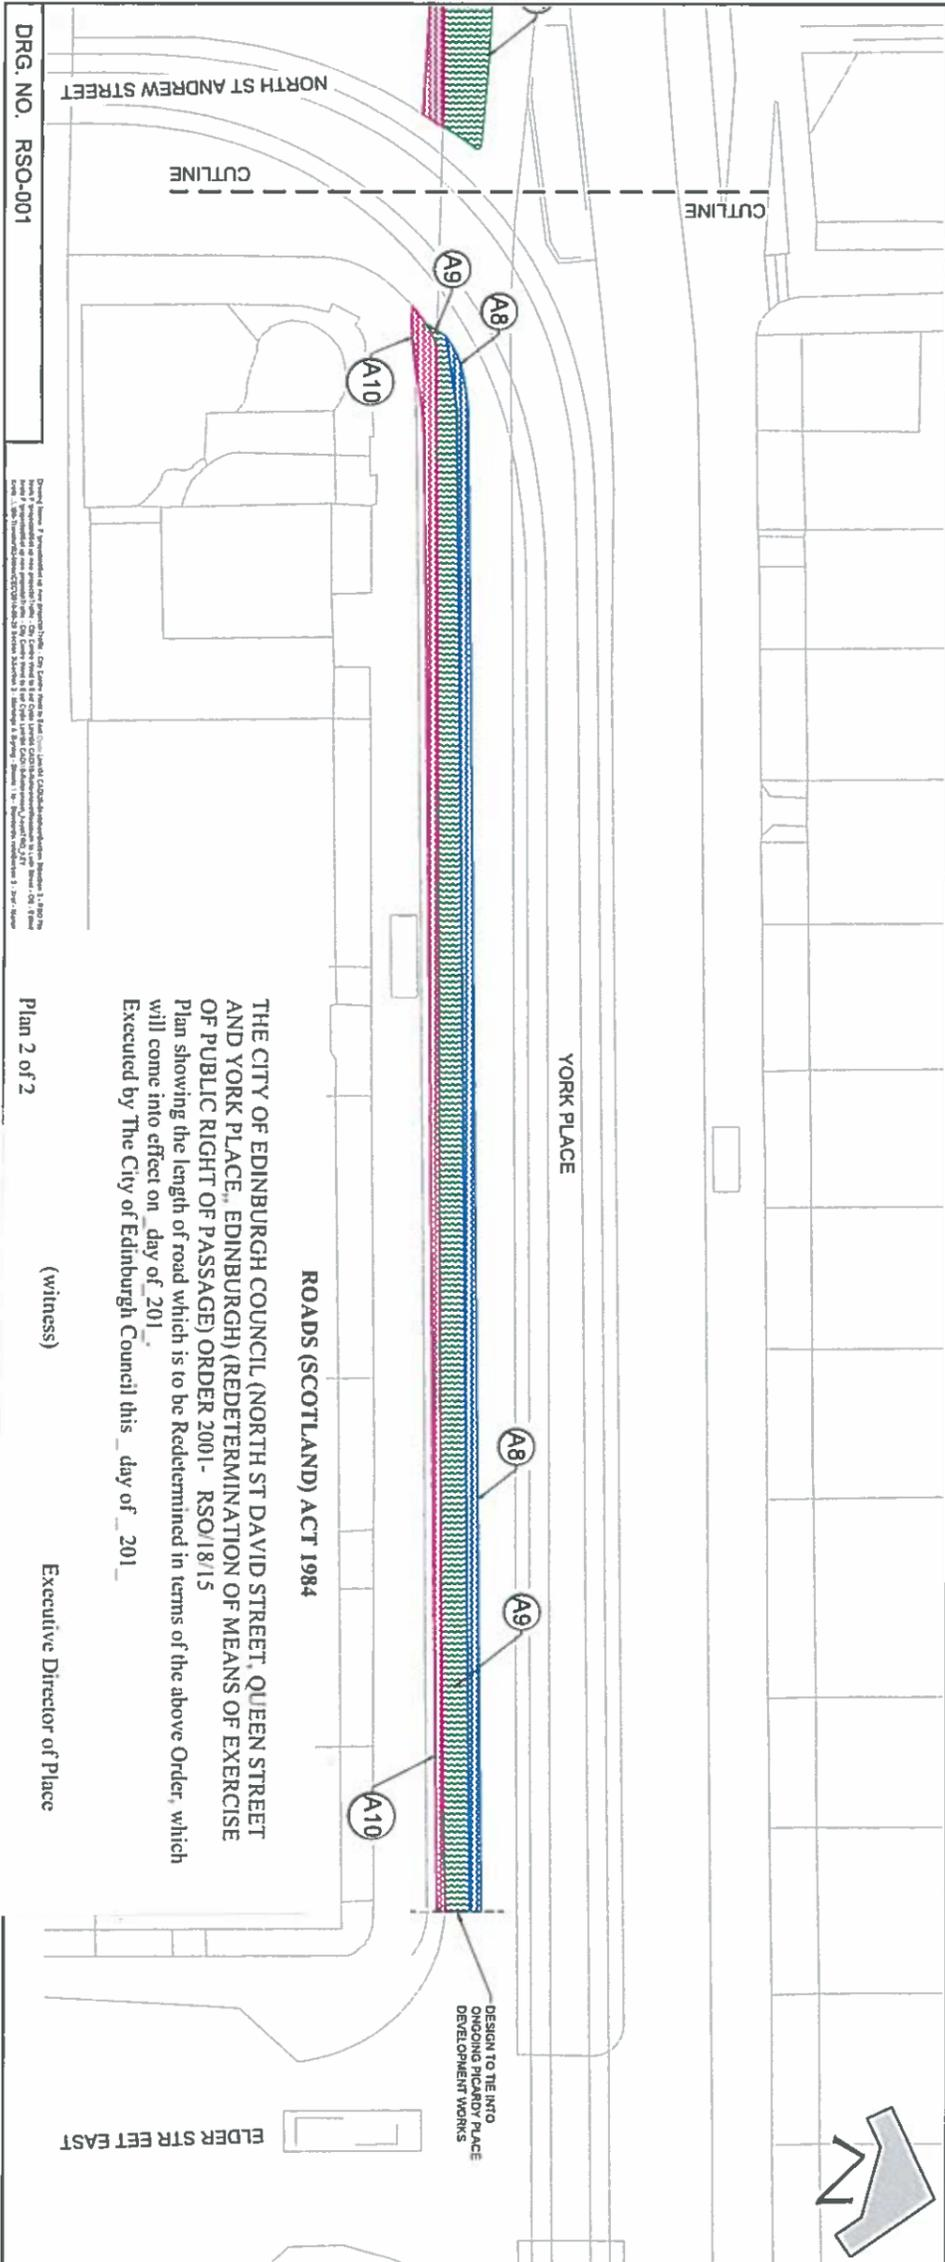 NORTH ST ANDREW STREET
CUTLINE
CUTLINE
A9
A8
A10
YORK PLACE
A8
A9
A10
DESIGN TO TIE INTO
ONGOING PICARDY PLACE
DEVELOPMENT WORKS
ELDER STR EET EAST
N
ROADS (SCOTLAND) ACT 1984
THE CITY OF EDINBURGH COUNCIL (NORTH ST DAVID STREET, QUEEN STREET
AND YORK PLACE,, EDINBURGH) (REDETERMINATION OF MEANS OF EXERCISE
OF PUBLIC RIGHT OF PASSAGE) ORDER 2001- RSO/18/15
Plan showing the length of road which is to be Redetermined in terms of the above Order, which
will come into effect on _ day of _201_.
Executed by The City of Edinburgh Council this _ day of _ 201_
(witness)
Executive Director of Place
Plan 2 of 2
DRG. NO. RSO-001